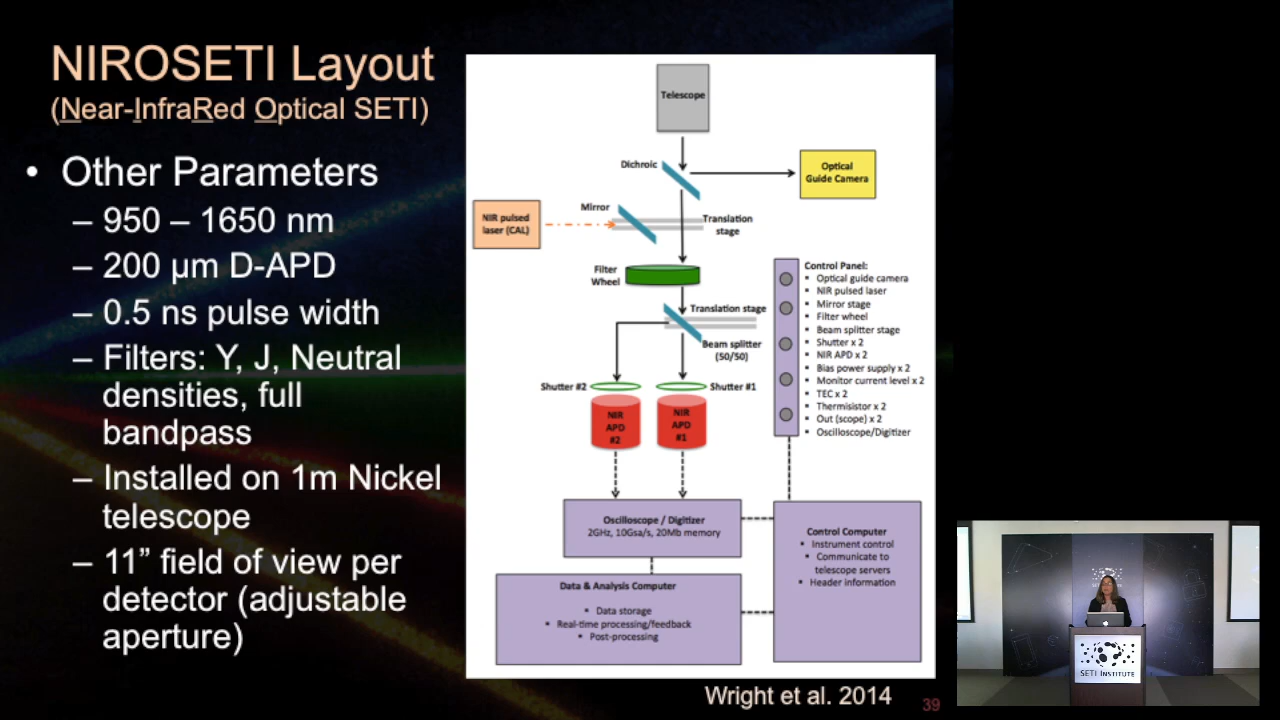 NIROSETI Layout
(Near-InfraRed Optical SETI)
• Other Parameters
– 950 – 1650 nm
– 200 µm D-APD
– 0.5 ns pulse width
– Filters: Y, J, Neutral
densities, full
bandpass
– Installed on 1m Nickel
telescope
– 11” field of view per
detector (adjustable
aperture)
Telescope
Dichroic
Optical
Guide Camera
Mirror
NIR pulsed
laser (CAL)
Translation
stage
Filter
Wheel
Translation stage
Beam splitter
(50/50)
Shutter #2
Shutter #1
NIR
APD
#2
NIR
APD
#1
Control Panel:
▪ Optical guide camera
▪ NIR pulsed laser
▪ Mirror stage
▪ Filter wheel
▪ Beam splitter stage
▪ Shutter x 2
▪ NIR APD x 2
▪ Bias power supply x 2
▪ Monitor current level x 2
▪ TEC x 2
▪ Thermisistor x 2
▪ Out (scope) x 2
▪ Oscilloscope/Digitizer
Oscilloscope / Digitizer
2GHz, 10Gsa/s, 20Mb memory
Control Computer
▪ Instrument control
▪ Communicate to
telescope servers
▪ Header information
Data & Analysis Computer
▪ Data storage
▪ Real-time processing/feedback
▪ Post-processing
Wright et al. 2014
39
SETI INSTITUTE